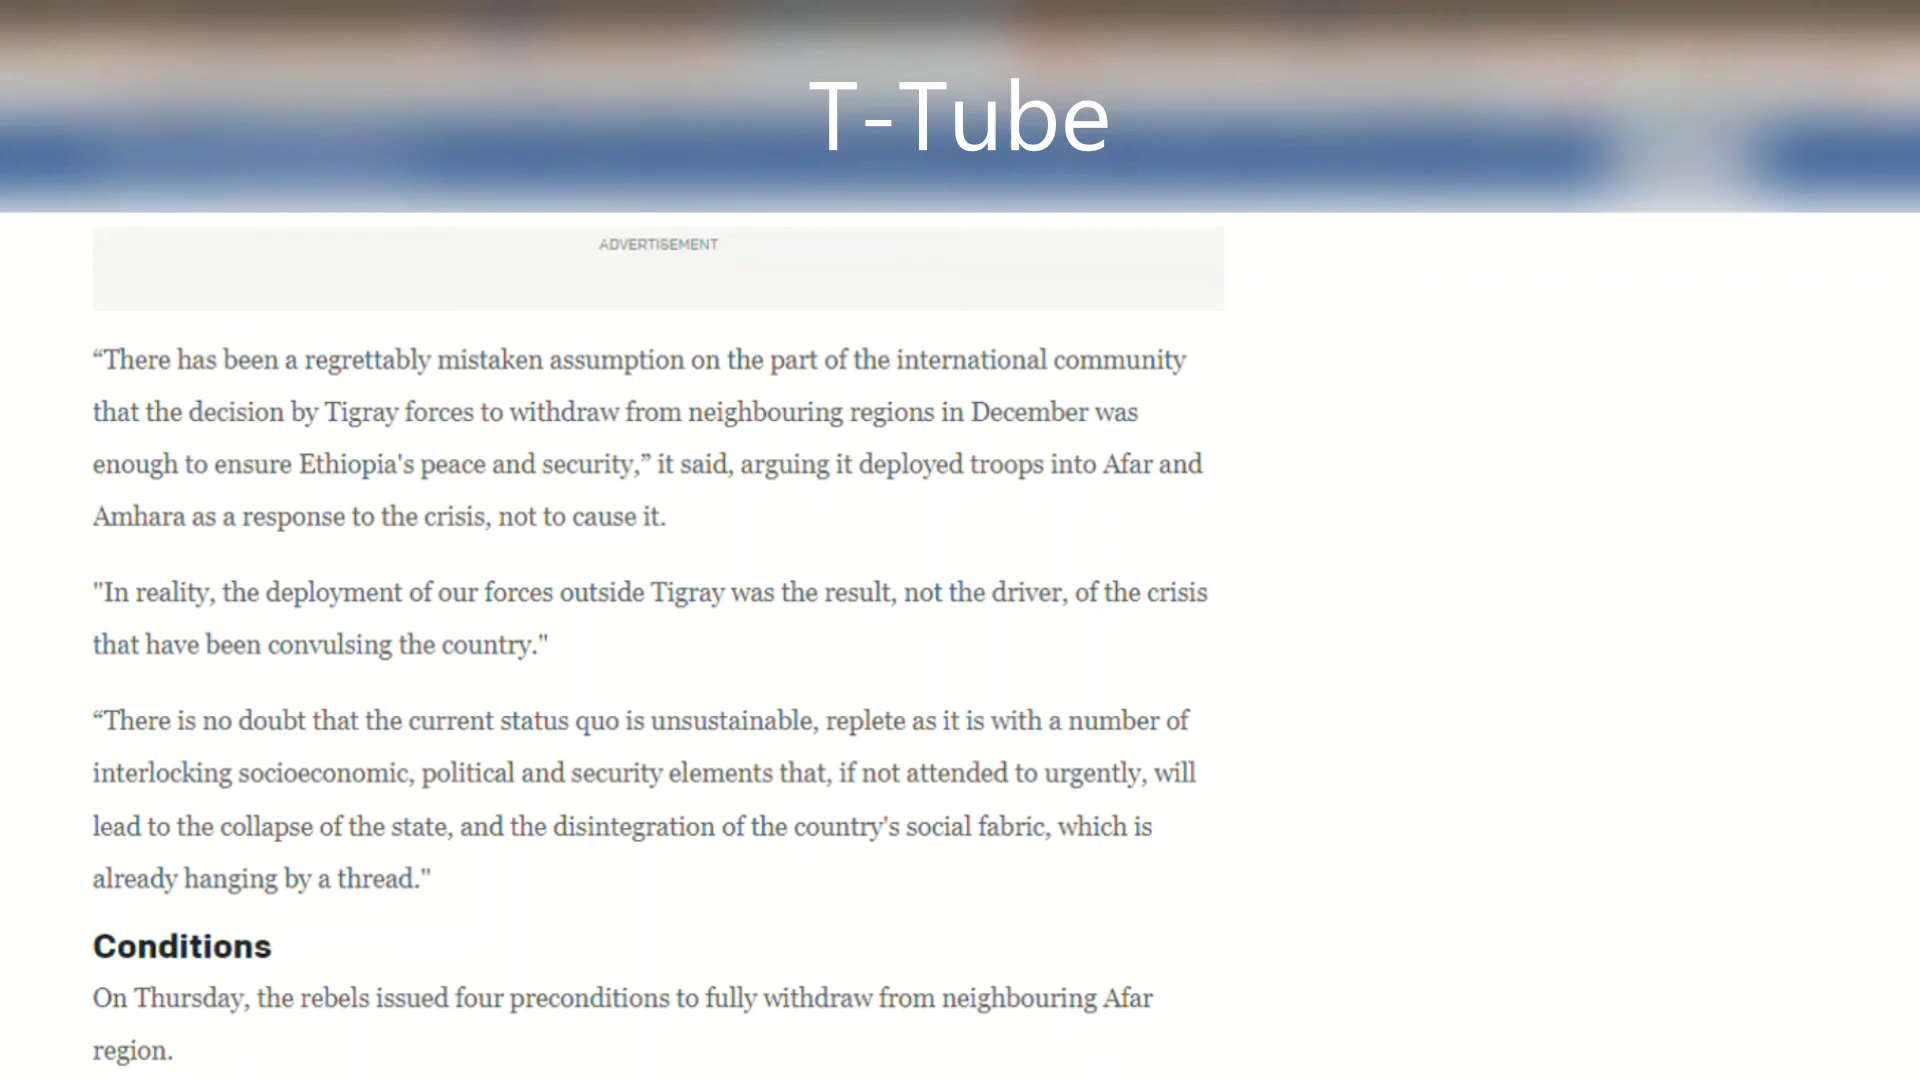 T-Tube
ADVERTISEMENT
“There has been a regrettably mistaken assumption on the part of the international community
that the decision by Tigray forces to withdraw from neighbouring regions in December was
enough to ensure Ethiopia's peace and security,” it said, arguing it deployed troops into Afar and
Amhara as a response to the crisis, not to cause it.
"In reality, the deployment of our forces outside Tigray was the result, not the driver, of the crisis
that have been convulsing the country."
“There is no doubt that the current status quo is unsustainable, replete as it is with a number of
interlocking socioeconomic, political and security elements that, if not attended to urgently, will
lead to the collapse of the state, and the disintegration of the country's social fabric, which is
already hanging by a thread."
Conditions
On Thursday, the rebels issued four preconditions to fully withdraw from neighbouring Afar
region.